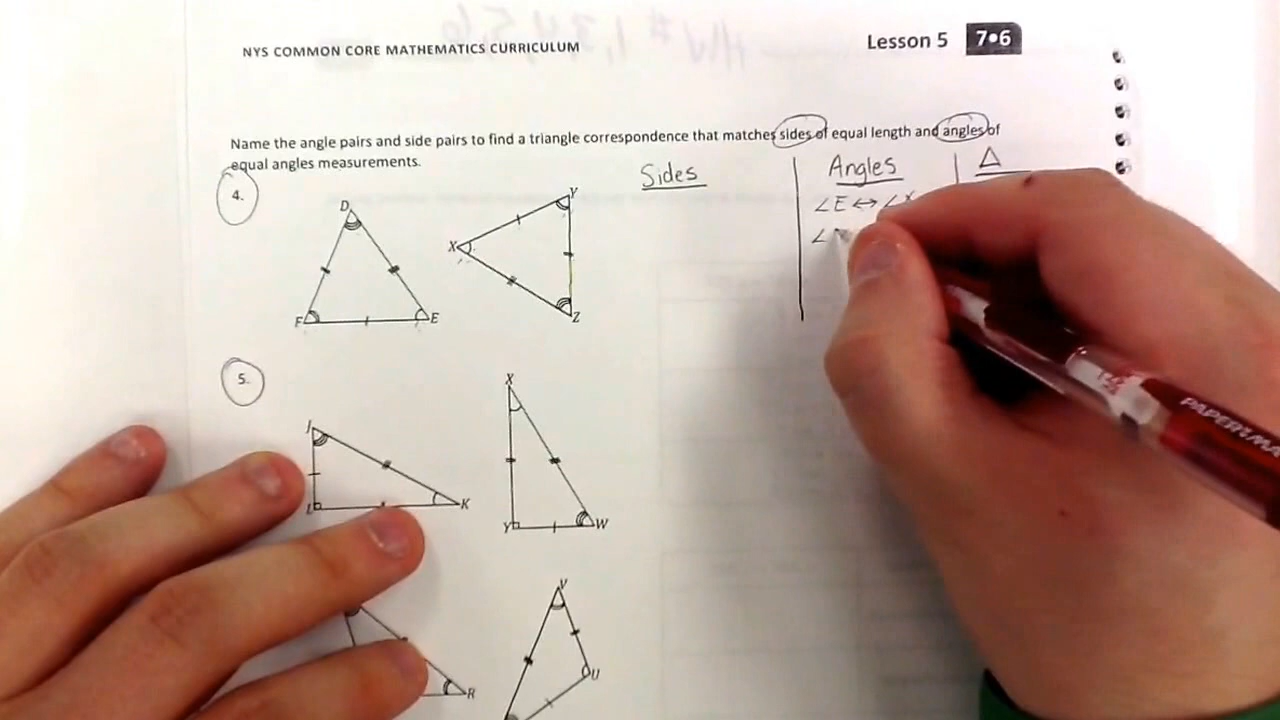 NYS COMMON CORE MATHEMATICS CURRICULUM
Lesson 5 7•6
Name the angle pairs and side pairs to find a triangle correspondence that matches sides of equal length and angles of
equal angles measurements.
Sides
Angles
△
∠E ↔ ∠X
∠
4.
D
Y
X
F
E
Z
5.
X
J
L
K
Y
W
V
U
R
PAPERMA